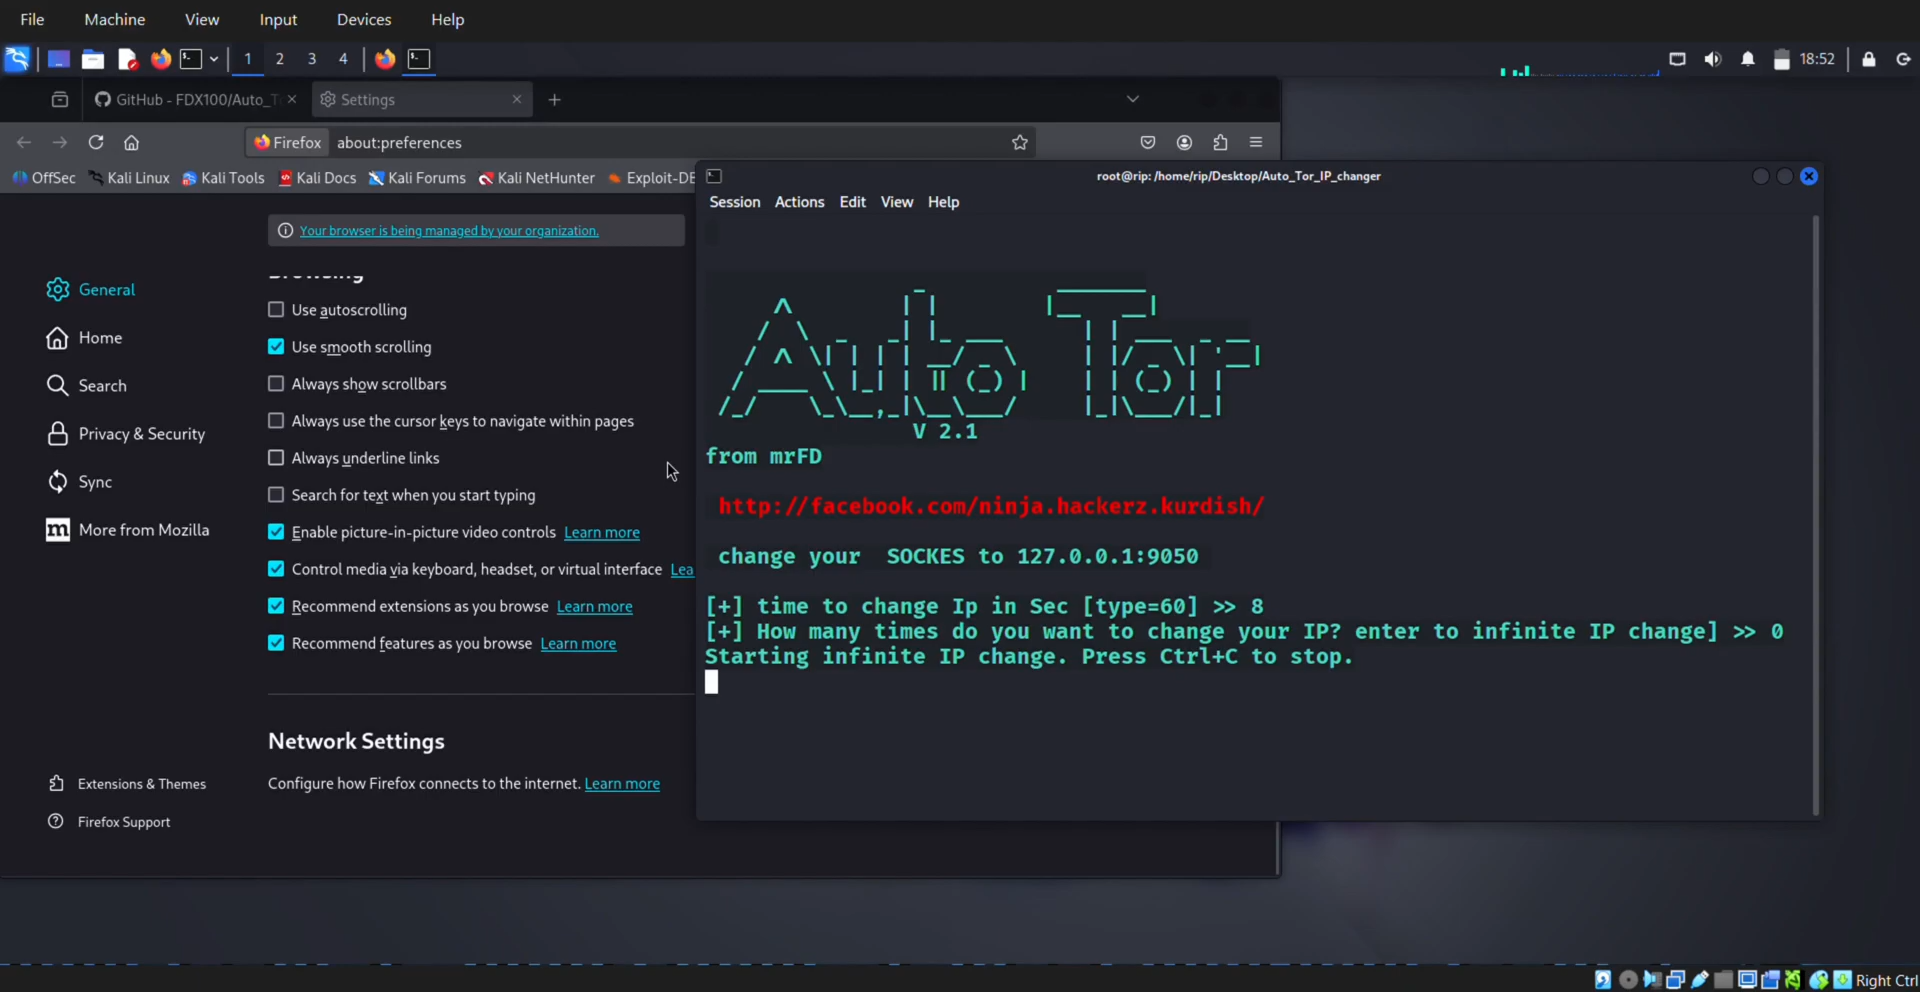 File Machine View Input Devices Help
1 2 3 4 18:52
GitHub - FDX100/Auto_T Settings
Firefox about:preferences
OffSec Kali Linux Kali Tools Kali Docs Kali Forums Kali NetHunter Exploit-DB
root@rip: /home/rip/Desktop/Auto_Tor_IP_changer
Session Actions Edit View Help
Your browser is being managed by your organization.
Browsing
General
Home
Search
Privacy & Security
Sync
More from Mozilla
Extensions & Themes
Firefox Support
Use autoscrolling
Use smooth scrolling
Always show scrollbars
Always use the cursor keys to navigate within pages
Always underline links
Search for text when you start typing
Enable picture-in-picture video controls Learn more
Control media via keyboard, headset, or virtual interface Lea
Recommend extensions as you browse Learn more
Recommend features as you browse Learn more
Network Settings
Configure how Firefox connects to the internet. Learn more
Auto Tor
V 2.1
from mrFD
http://facebook.com/ninja.hackerz.kurdish/
change your SOCKES to 127.0.0.1:9050
[+] time to change Ip in Sec [type=60] >> 8
[+] How many times do you want to change your IP? enter to infinite IP change] >> 0
Starting infinite IP change. Press Ctrl+C to stop.
Right Ctrl